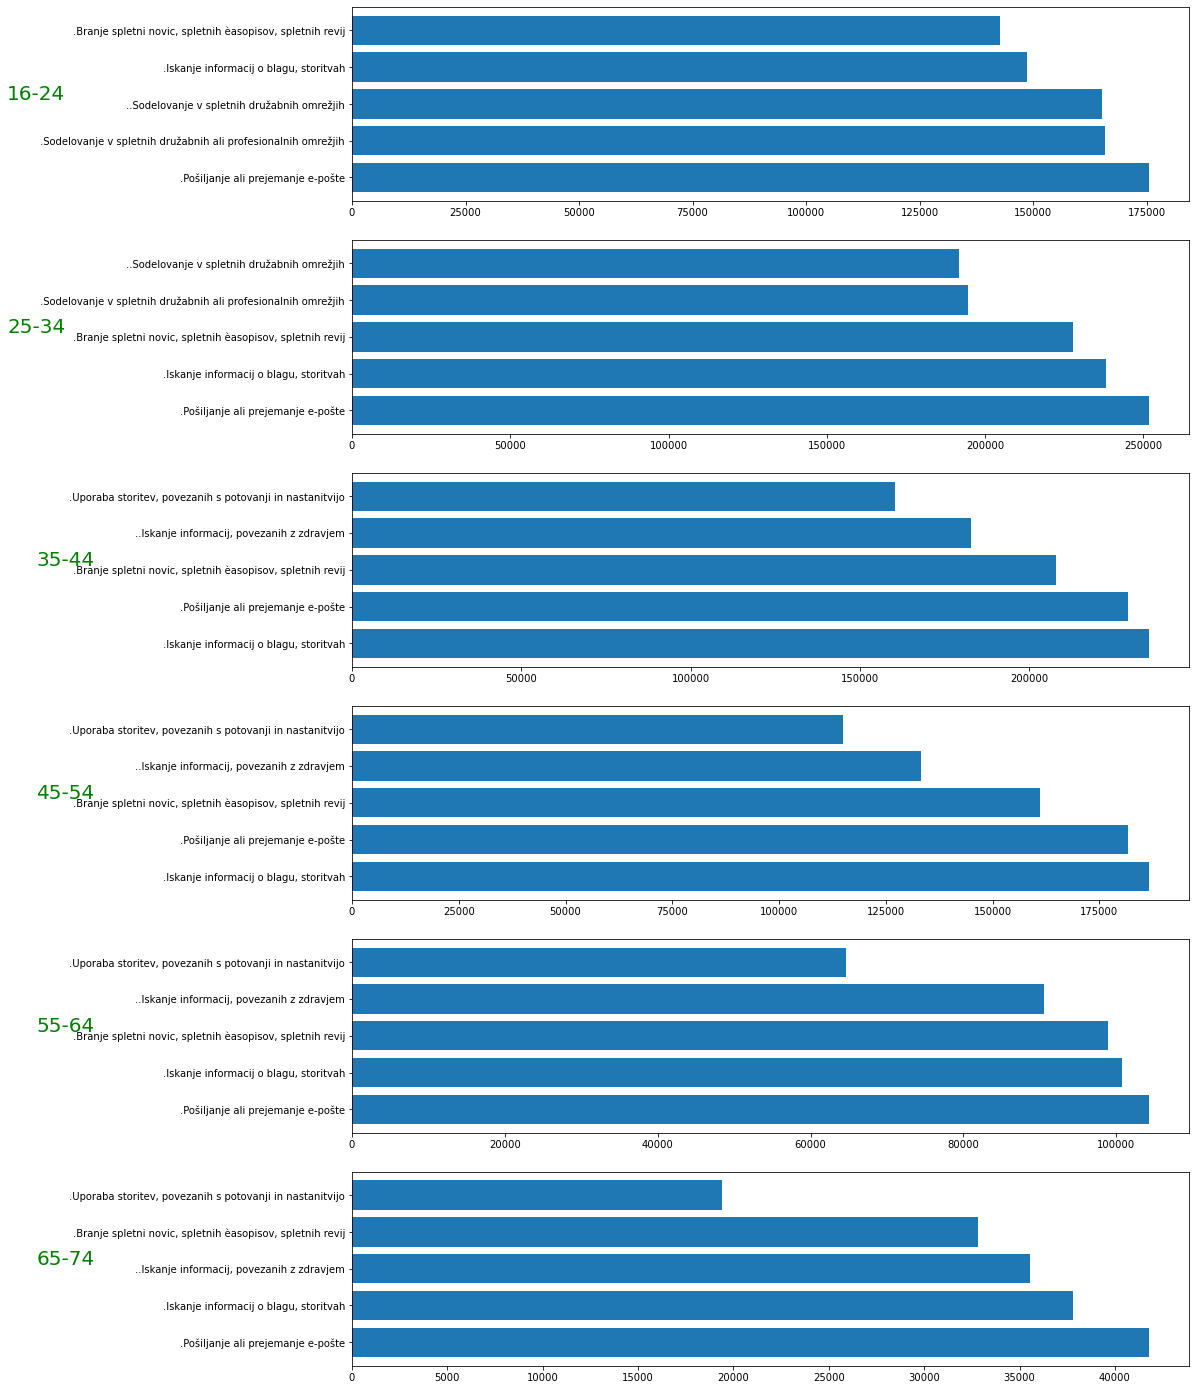 .Branje spletni novic, spletnih èasopisov, spletnih revij
.Iskanje informacij o blagu, storitvah
16-24
..Sodelovanje v spletnih družabnih omrežjih
.Sodelovanje v spletnih družabnih ali profesionalnih omrežjih
.Pošiljanje ali prejemanje e-pošte
0 25000 50000 75000 100000 125000 150000 175000
..Sodelovanje v spletnih družabnih omrežjih
.Sodelovanje v spletnih družabnih ali profesionalnih omrežjih
25-34
.Branje spletni novic, spletnih èasopisov, spletnih revij
.Iskanje informacij o blagu, storitvah
.Pošiljanje ali prejemanje e-pošte
0 50000 100000 150000 200000 250000
.Uporaba storitev, povezanih s potovanji in nastanitvijo
..Iskanje informacij, povezanih z zdravjem
35-44
.Branje spletni novic, spletnih èasopisov, spletnih revij
.Pošiljanje ali prejemanje e-pošte
.Iskanje informacij o blagu, storitvah
0 50000 100000 150000 200000
.Uporaba storitev, povezanih s potovanji in nastanitvijo
..Iskanje informacij, povezanih z zdravjem
45-54
.Branje spletni novic, spletnih èasopisov, spletnih revij
.Pošiljanje ali prejemanje e-pošte
.Iskanje informacij o blagu, storitvah
0 25000 50000 75000 100000 125000 150000 175000
.Uporaba storitev, povezanih s potovanji in nastanitvijo
..Iskanje informacij, povezanih z zdravjem
55-64
.Branje spletni novic, spletnih èasopisov, spletnih revij
.Iskanje informacij o blagu, storitvah
.Pošiljanje ali prejemanje e-pošte
0 20000 40000 60000 80000 100000
.Uporaba storitev, povezanih s potovanji in nastanitvijo
.Branje spletni novic, spletnih èasopisov, spletnih revij
65-74
..Iskanje informacij, povezanih z zdravjem
.Iskanje informacij o blagu, storitvah
.Pošiljanje ali prejemanje e-pošte
0 5000 10000 15000 20000 25000 30000 35000 40000